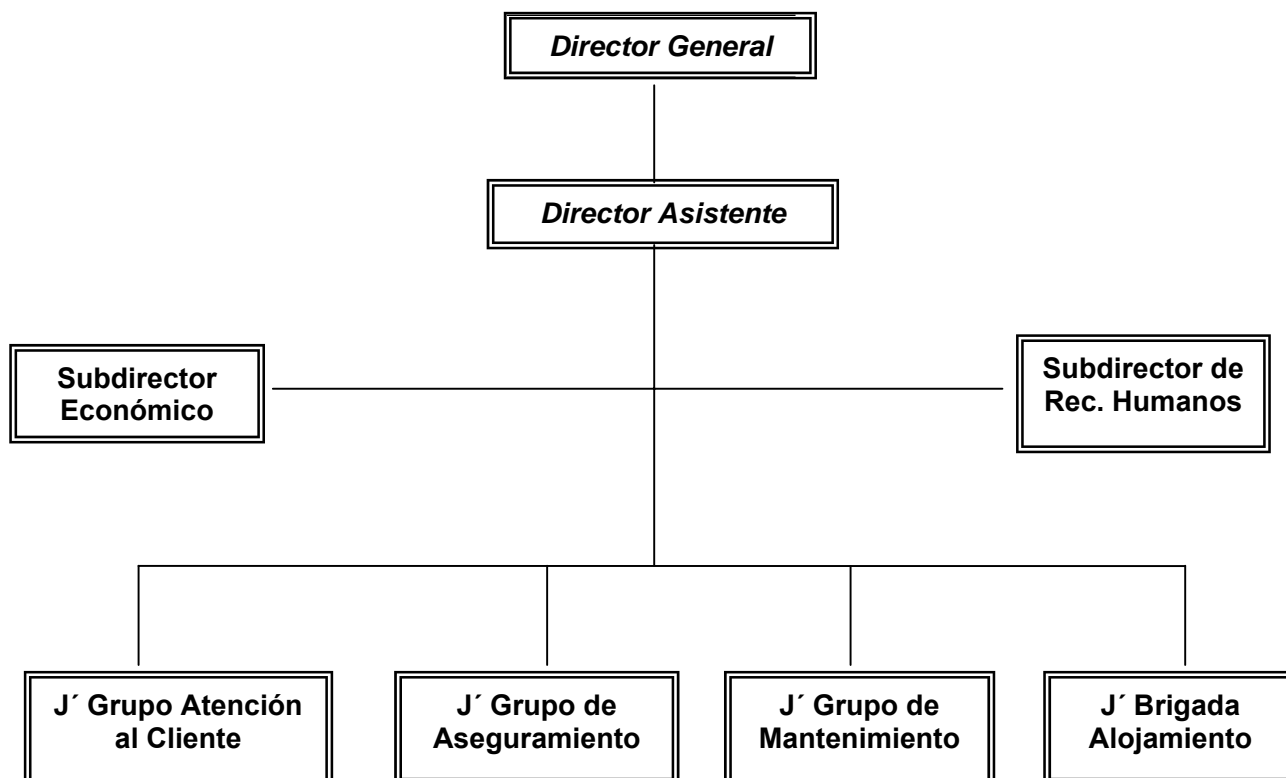 Director General
Director Asistente
Subdirector
Económico
Subdirector de
Rec. Humanos
J´ Grupo Atención
al Cliente
J´ Grupo de
Aseguramiento
J´ Grupo de
Mantenimiento
J´ Brigada
Alojamiento